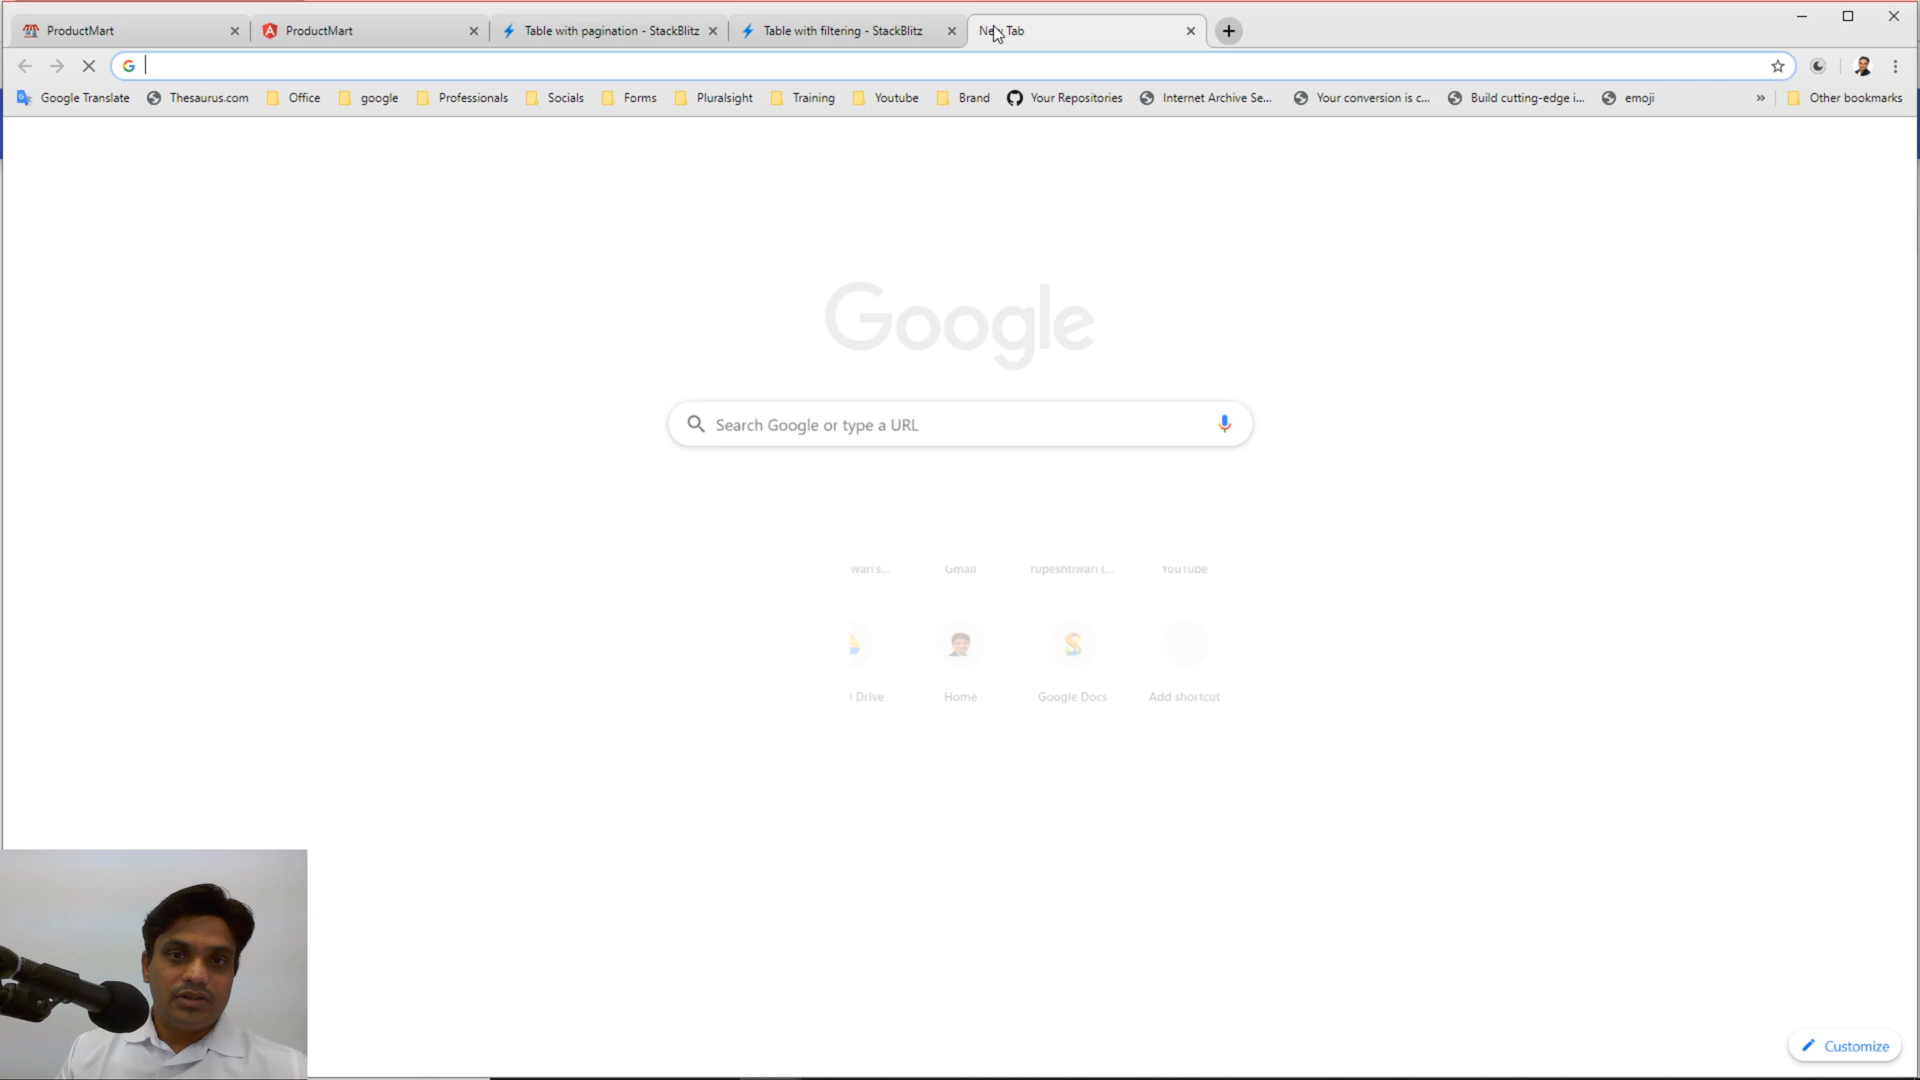 ProductMart
ProductMart
Table with pagination - StackBlitz
Table with filtering - StackBlitz
Tab
Google Translate
Thesaurus.com
Office
google
Professionals
Socials
Forms
Pluralsight
Training
Youtube
Brand
Your Repositories
Internet Archive Se...
Your conversion is c...
Build cutting-edge i...
emoji
»
Other bookmarks
Google
Search Google or type a URL
wari's...
Gmail
rupeshtiwari (...
YouTube
Drive
Home
Google Docs
Add shortcut
Customize